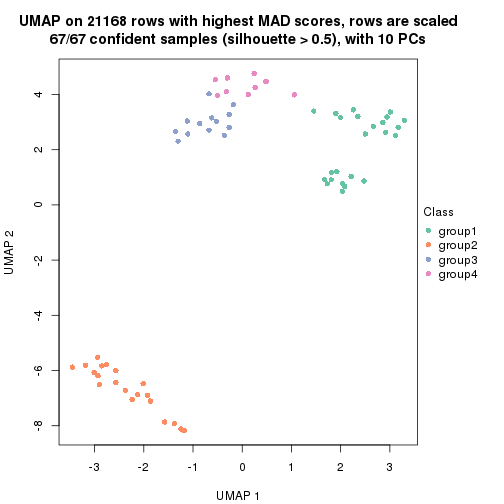 UMAP on 21168 rows with highest MAD scores, rows are scaled
67/67 confident samples (silhouette > 0.5), with 10 PCs
4
2
0
-2
-4
-6
-8
UMAP 2
-3 -2 -1 0 1 2 3
UMAP 1
Class
group1
group2
group3
group4